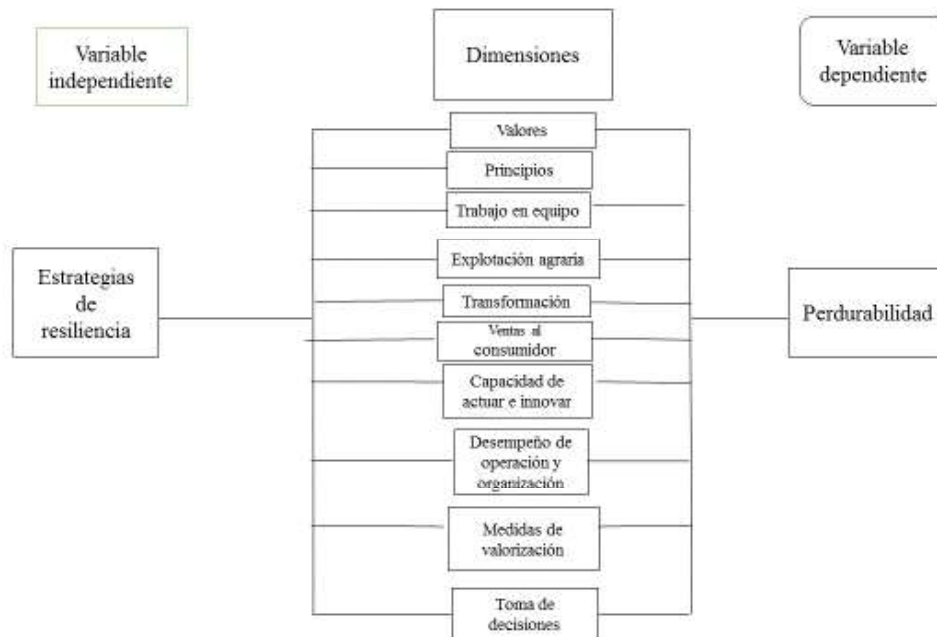 Variable
independiente
Dimensiones
Variable
dependiente
Valores
Principios
Trabajo en equipo
Explotación agraria
Estrategias
de
resiliencia
Transformación
Ventas al
consumidor
Perdurabilidad
Capacidad de
actuar e innovar
Desempeño de
operación y
organización
Medidas de
valorización
Toma de
decisiones